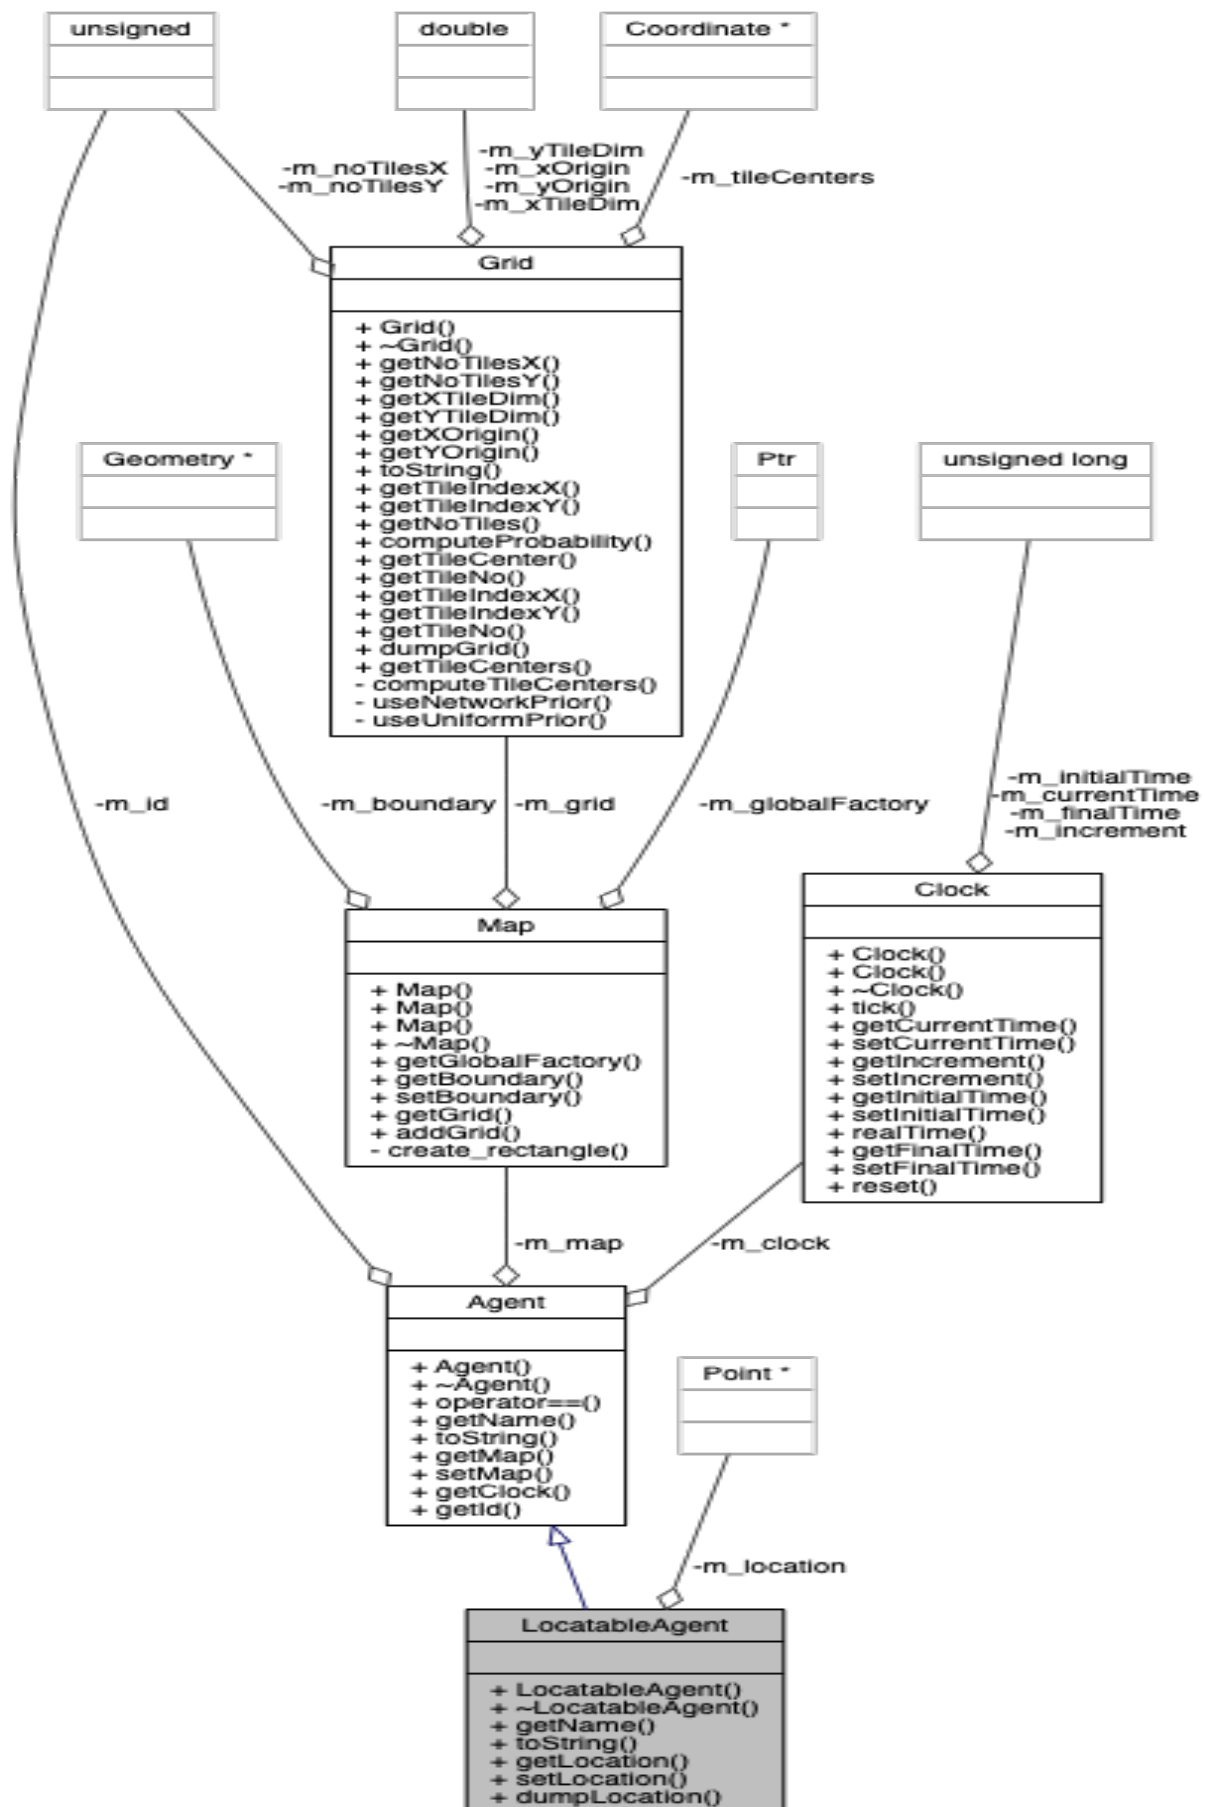 unsigned
double
Coordinate *
-m_noTilesX
-m_noTilesY
-m_yTileDim
-m_xOrigin
-m_yOrigin
-m_xTileDim
-m_tileCenters
Grid
+ Grid()
+ ~Grid()
+ getNoTilesX()
+ getNoTilesY()
+ getXTileDim()
+ getYTileDim()
+ getXOrigin()
+ getYOrigin()
+ toString()
+ getTileIndexX()
+ getTileIndexY()
+ getNoTiles()
+ computeProbability()
+ getTileCenter()
+ getTileNo()
+ getTileIndexX()
+ getTileIndexY()
+ getTileNo()
+ dumpGrid()
+ getTileCenters()
- computeTileCenters()
- useNetworkPrior()
- useUniformPrior()
Geometry *
Ptr
unsigned long
-m_id
-m_boundary
-m_grid
-m_globalFactory
-m_initialTime
-m_currentTime
-m_finalTime
-m_increment
Map
+ Map()
+ Map()
+ Map()
+ ~Map()
+ getGlobalFactory()
+ getBoundary()
+ setBoundary()
+ getGrid()
+ addGrid()
- create_rectangle()
Clock
+ Clock()
+ Clock()
+ ~Clock()
+ tick()
+ getCurrentTime()
+ setCurrentTime()
+ getIncrement()
+ setIncrement()
+ getInitialTime()
+ setInitialTime()
+ realTime()
+ getFinalTime()
+ setFinalTime()
+ reset()
-m_map
-m_clock
Agent
+ Agent()
+ ~Agent()
+ operator==()
+ getName()
+ toString()
+ getMap()
+ setMap()
+ getClock()
+ getId()
Point *
-m_location
LocatableAgent
+ LocatableAgent()
+ ~LocatableAgent()
+ getName()
+ toString()
+ getLocation()
+ setLocation()
+ dumpLocation()